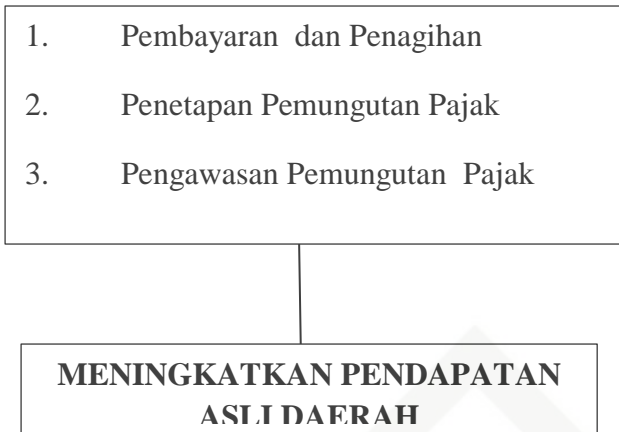 1. Pembayaran dan Penagihan
2. Penetapan Pemungutan Pajak
3. Pengawasan Pemungutan Pajak
MENINGKATKAN PENDAPATAN
ASLI DAERAH